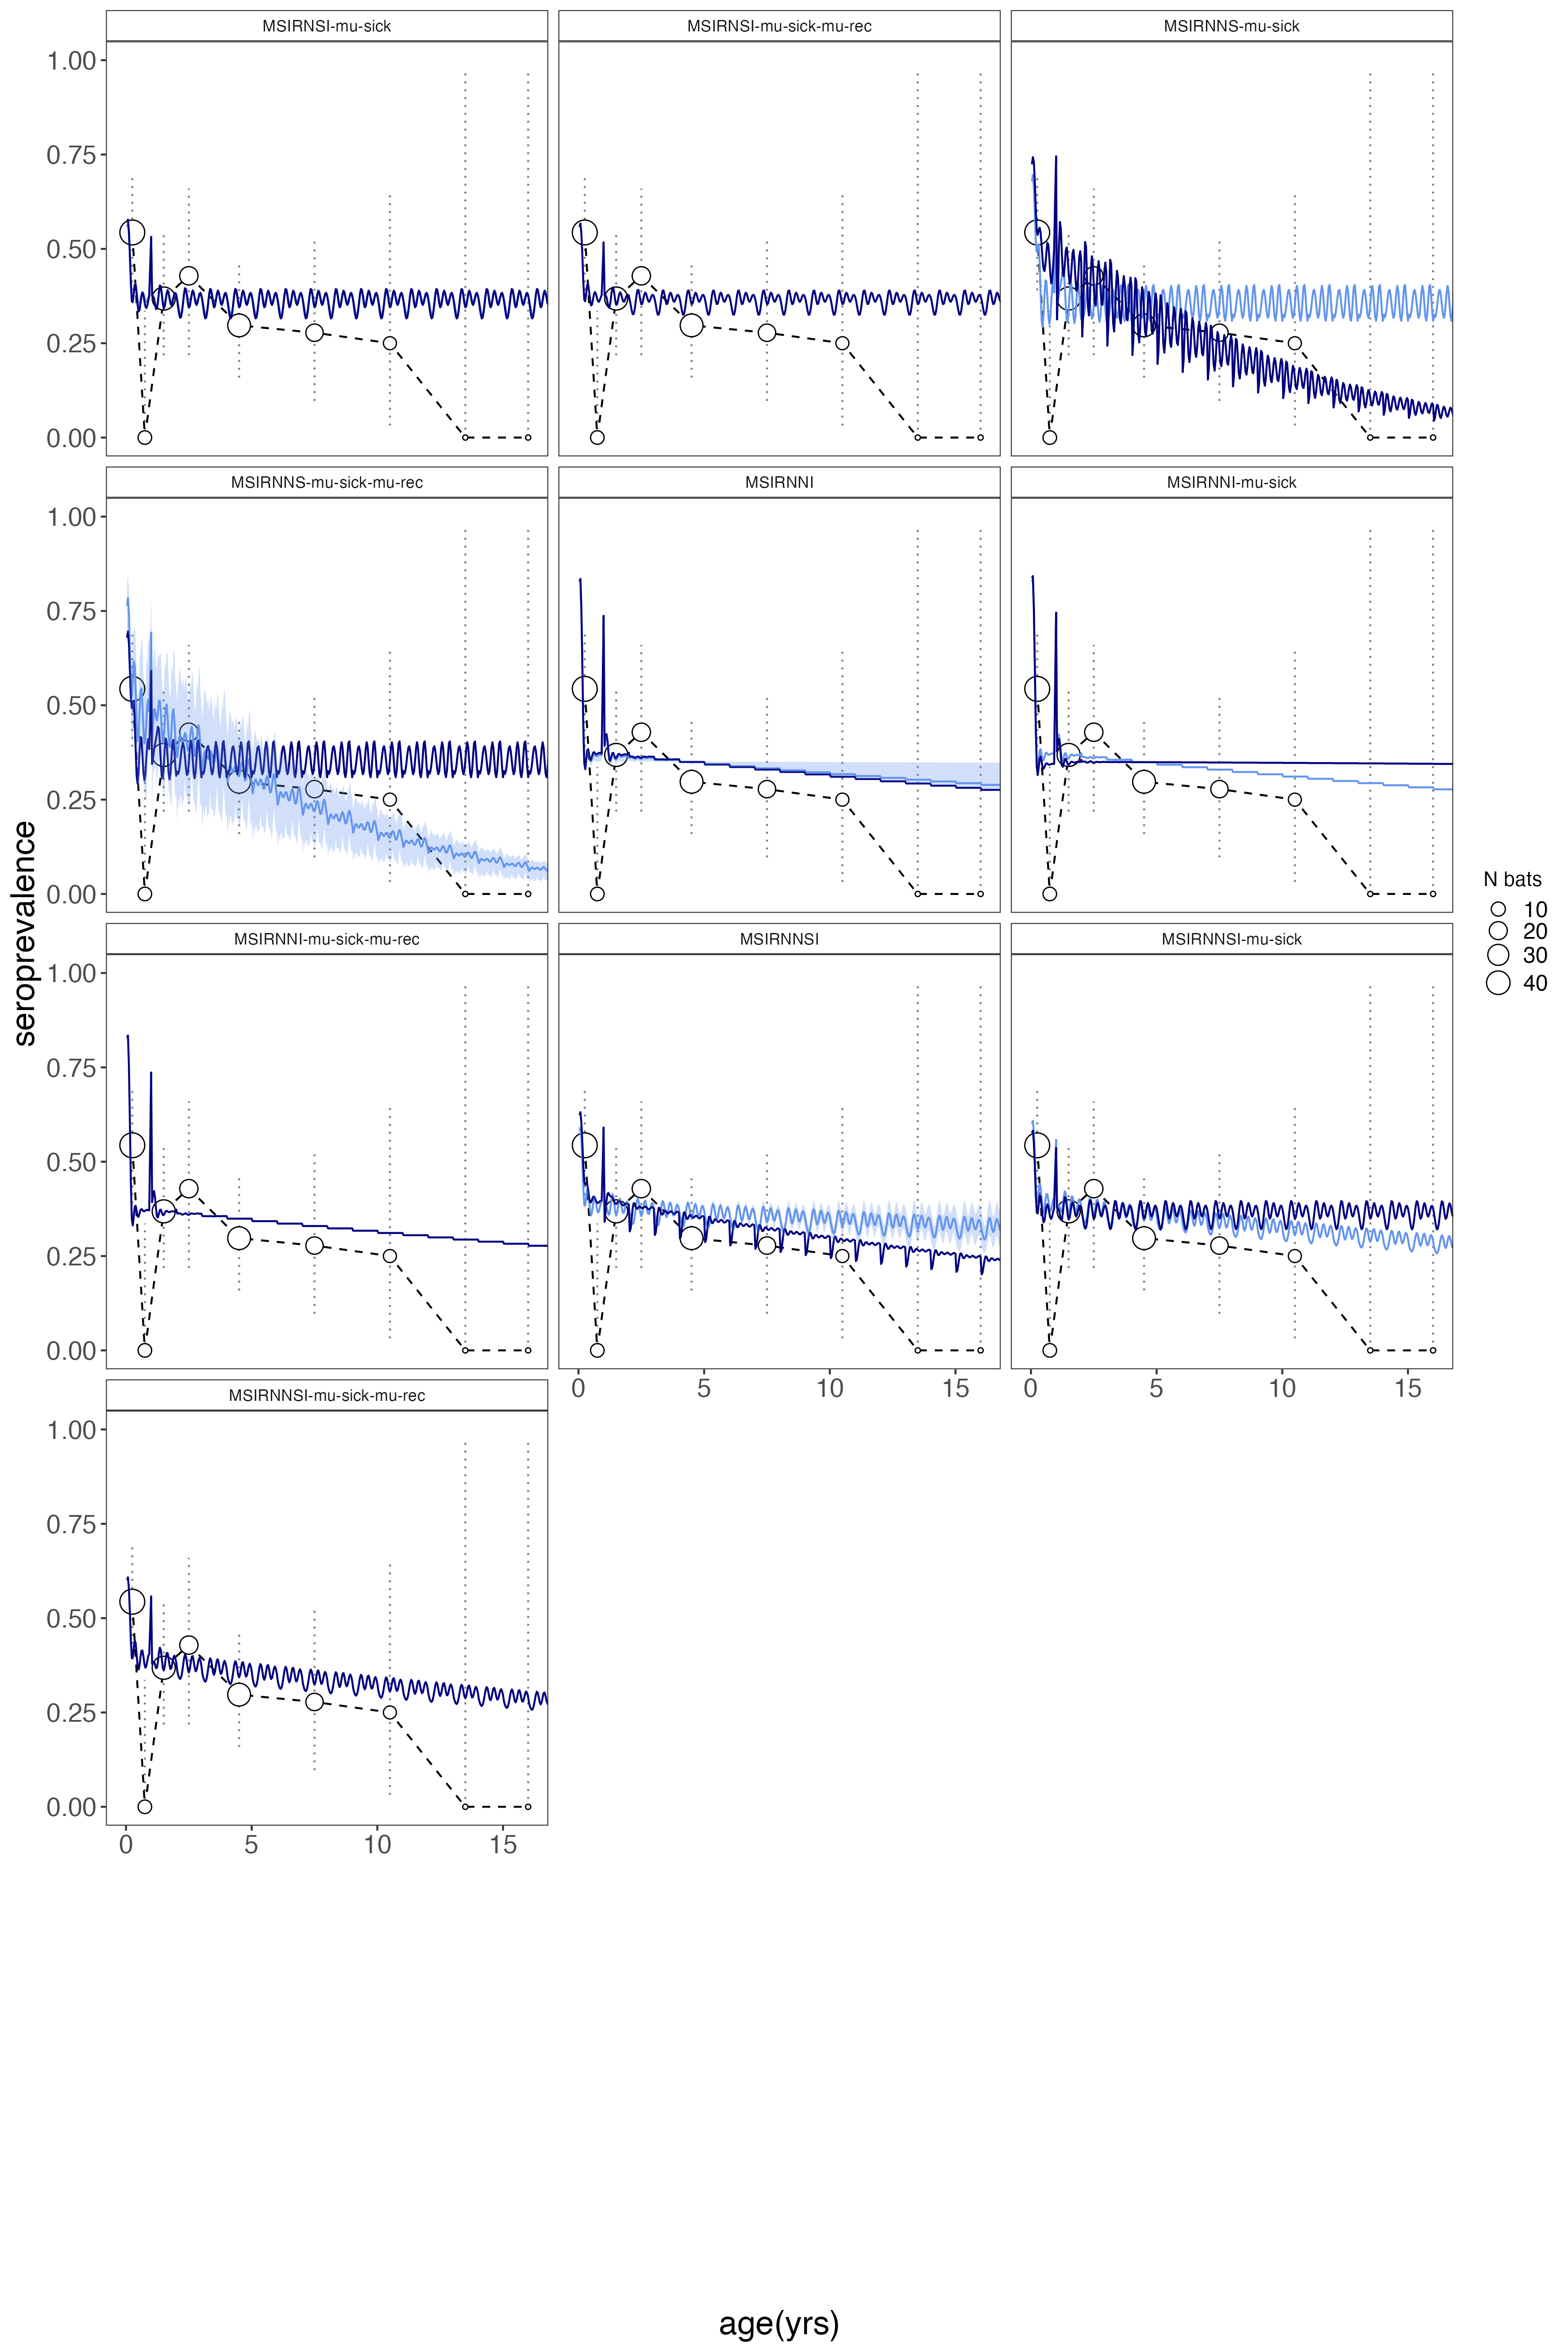 MSIRNSI-mu-sick
MSIRNSI-mu-sick-mu-rec
MSIRNNS-mu-sick
1.00
0.75
0.50
0.25
0.00
MSIRNNS-mu-sick-mu-rec
MSIRNNI
MSIRNNI-mu-sick
1.00
0.75
0.50
0.25
0.00
seroprevalence
N bats
10
20
30
40
MSIRNNI-mu-sick-mu-rec
MSIRNNSI
MSIRNNSI-mu-sick
1.00
0.75
0.50
0.25
0.00
0 5 10 15
0 5 10 15
MSIRNNSI-mu-sick-mu-rec
1.00
0.75
0.50
0.25
0.00
0 5 10 15
age(yrs)